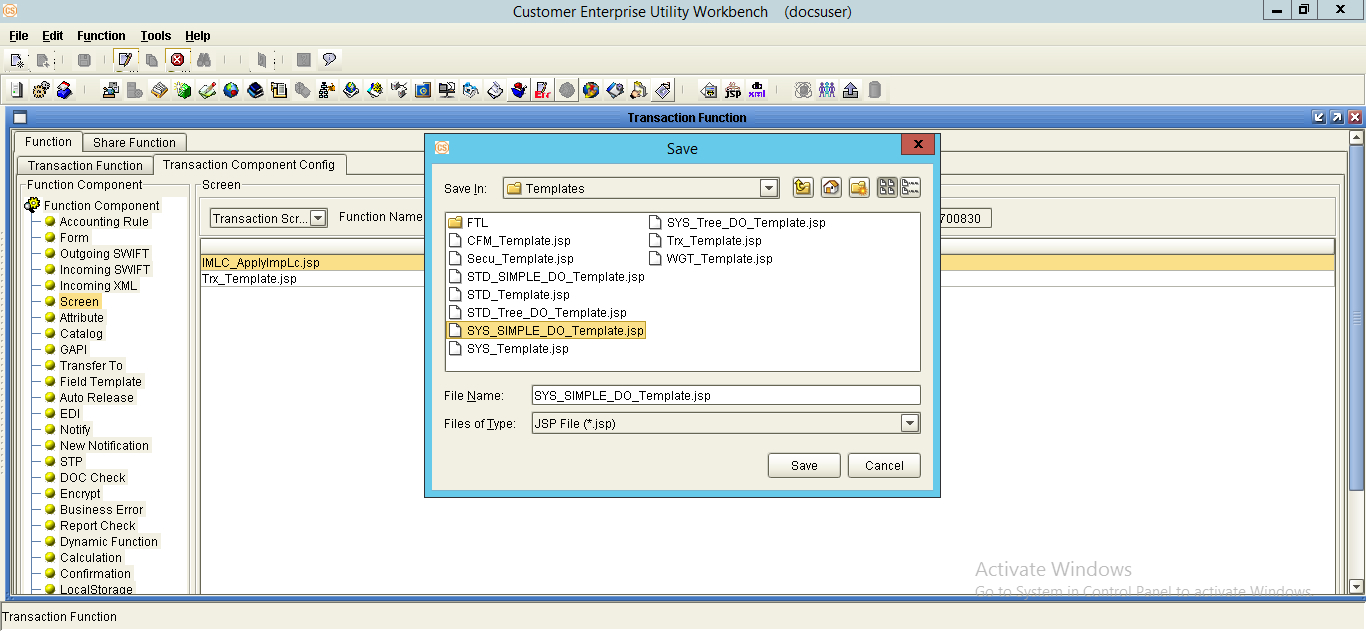 Customer Enterprise Utility Workbench (docsuser)
File Edit Function Tools Help
jsp xml
Transaction Function
Function Share Function
Transaction Function Transaction Component Config
Function Component
Function Component
Accounting Rule
Form
Outgoing SWIFT
Incoming SWIFT
Incoming XML
Screen
Attribute
Catalog
GAPI
Transfer To
Field Template
Auto Release
EDI
Notify
New Notification
STP
DOC Check
Encrypt
Business Error
Report Check
Dynamic Function
Calculation
Confirmation
LocalStorage
Screen
Transaction Scr... Function Name
700830
IMLC_ApplyImpLc.jsp
Trx_Template.jsp
Save
Save In: Templates
FTL
CFM_Template.jsp
Secu_Template.jsp
STD_SIMPLE_DO_Template.jsp
STD_Template.jsp
STD_Tree_DO_Template.jsp
SYS_SIMPLE_DO_Template.jsp
SYS_Template.jsp
SYS_Tree_DO_Template.jsp
Trx_Template.jsp
WGT_Template.jsp
File Name: SYS_SIMPLE_DO_Template.jsp
Files of Type: JSP File (*.jsp)
Save Cancel
Activate Windows
Go to System in Control Panel to activate Windows.
Transaction Function